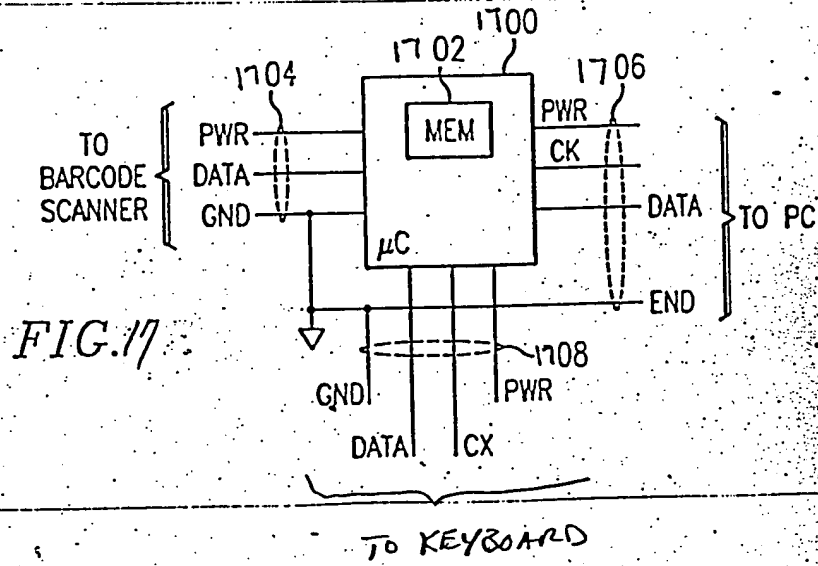 1700
1702
1704
1706
MEM
PWR
DATA
GND
TO
BARCODE
SCANNER
μC
PWR
CK
DATA
END
TO PC
FIG.17
1708
GND
PWR
DATA
CX
TO KEYBOARD